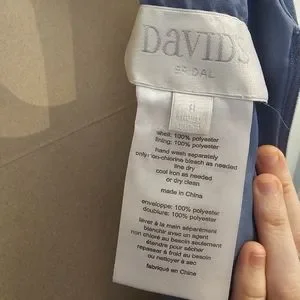 DAVID'S
BRIDAL
shell: 100% polyester
lining: 100% polyester
hand wash separately
only non-chlorine bleach as needed
line dry
cool iron as needed
or dry clean
made in China
enveloppe: 100% polyester
doublure: 100% polyester
laver à la main séparément
blanchir avec un agent
non chloré au besoin seulement
étendre pour sécher
repasser à froid au besoin
ou nettoyer à sec
fabriqué en Chine